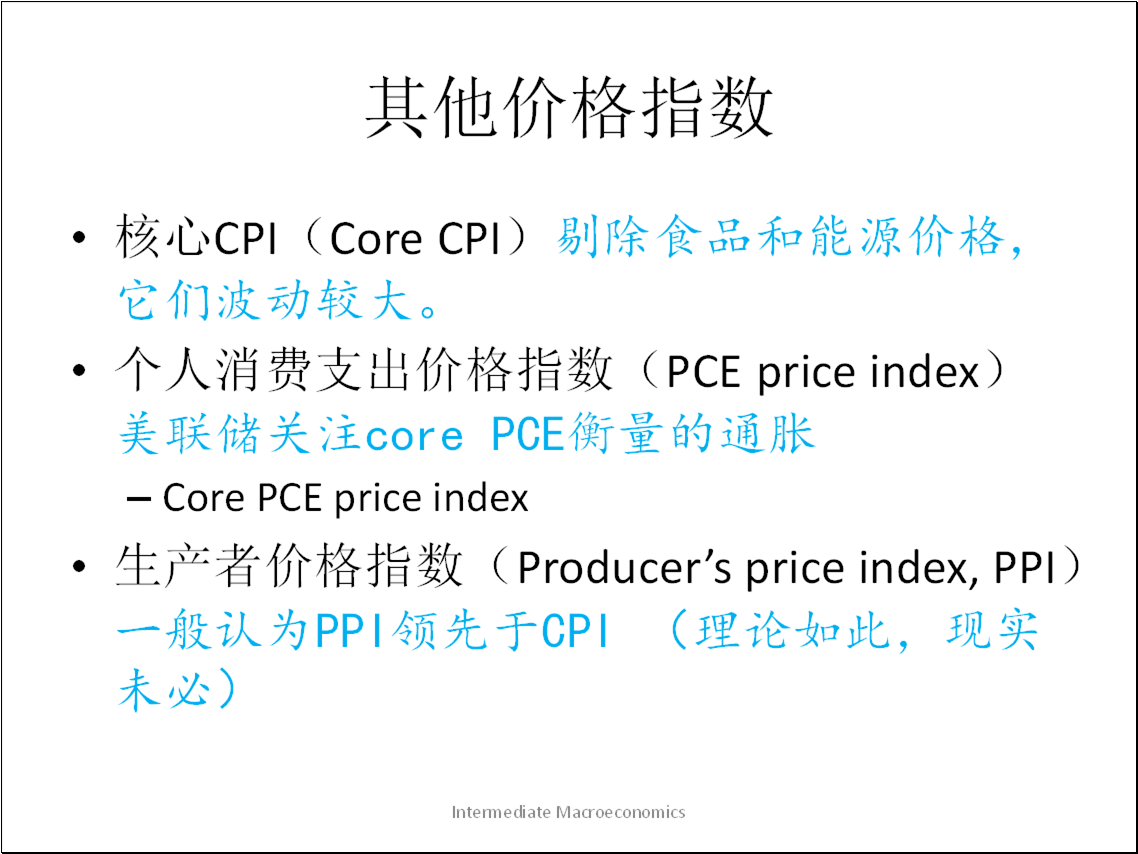 其他价格指数
• 核心CPI（Core CPI）剔除食品和能源价格，
它们波动较大。
• 个人消费支出价格指数（PCE price index）
美联储关注core PCE衡量的通胀
– Core PCE price index
• 生产者价格指数（Producer’s price index, PPI）
一般认为PPI领先于CPI （理论如此，现实
未必）
Intermediate Macroeconomics